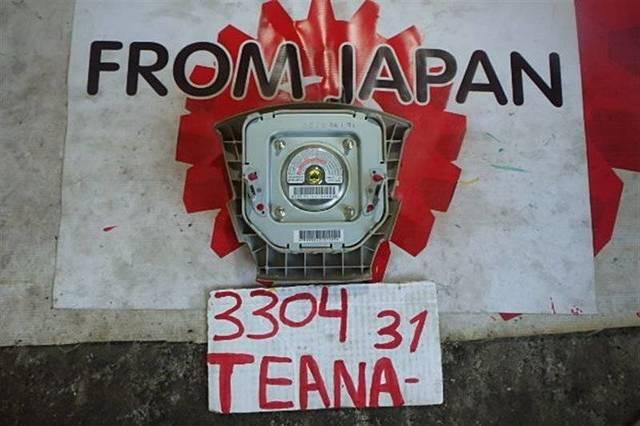 FROM JAPAN
3304 31
TEANA-